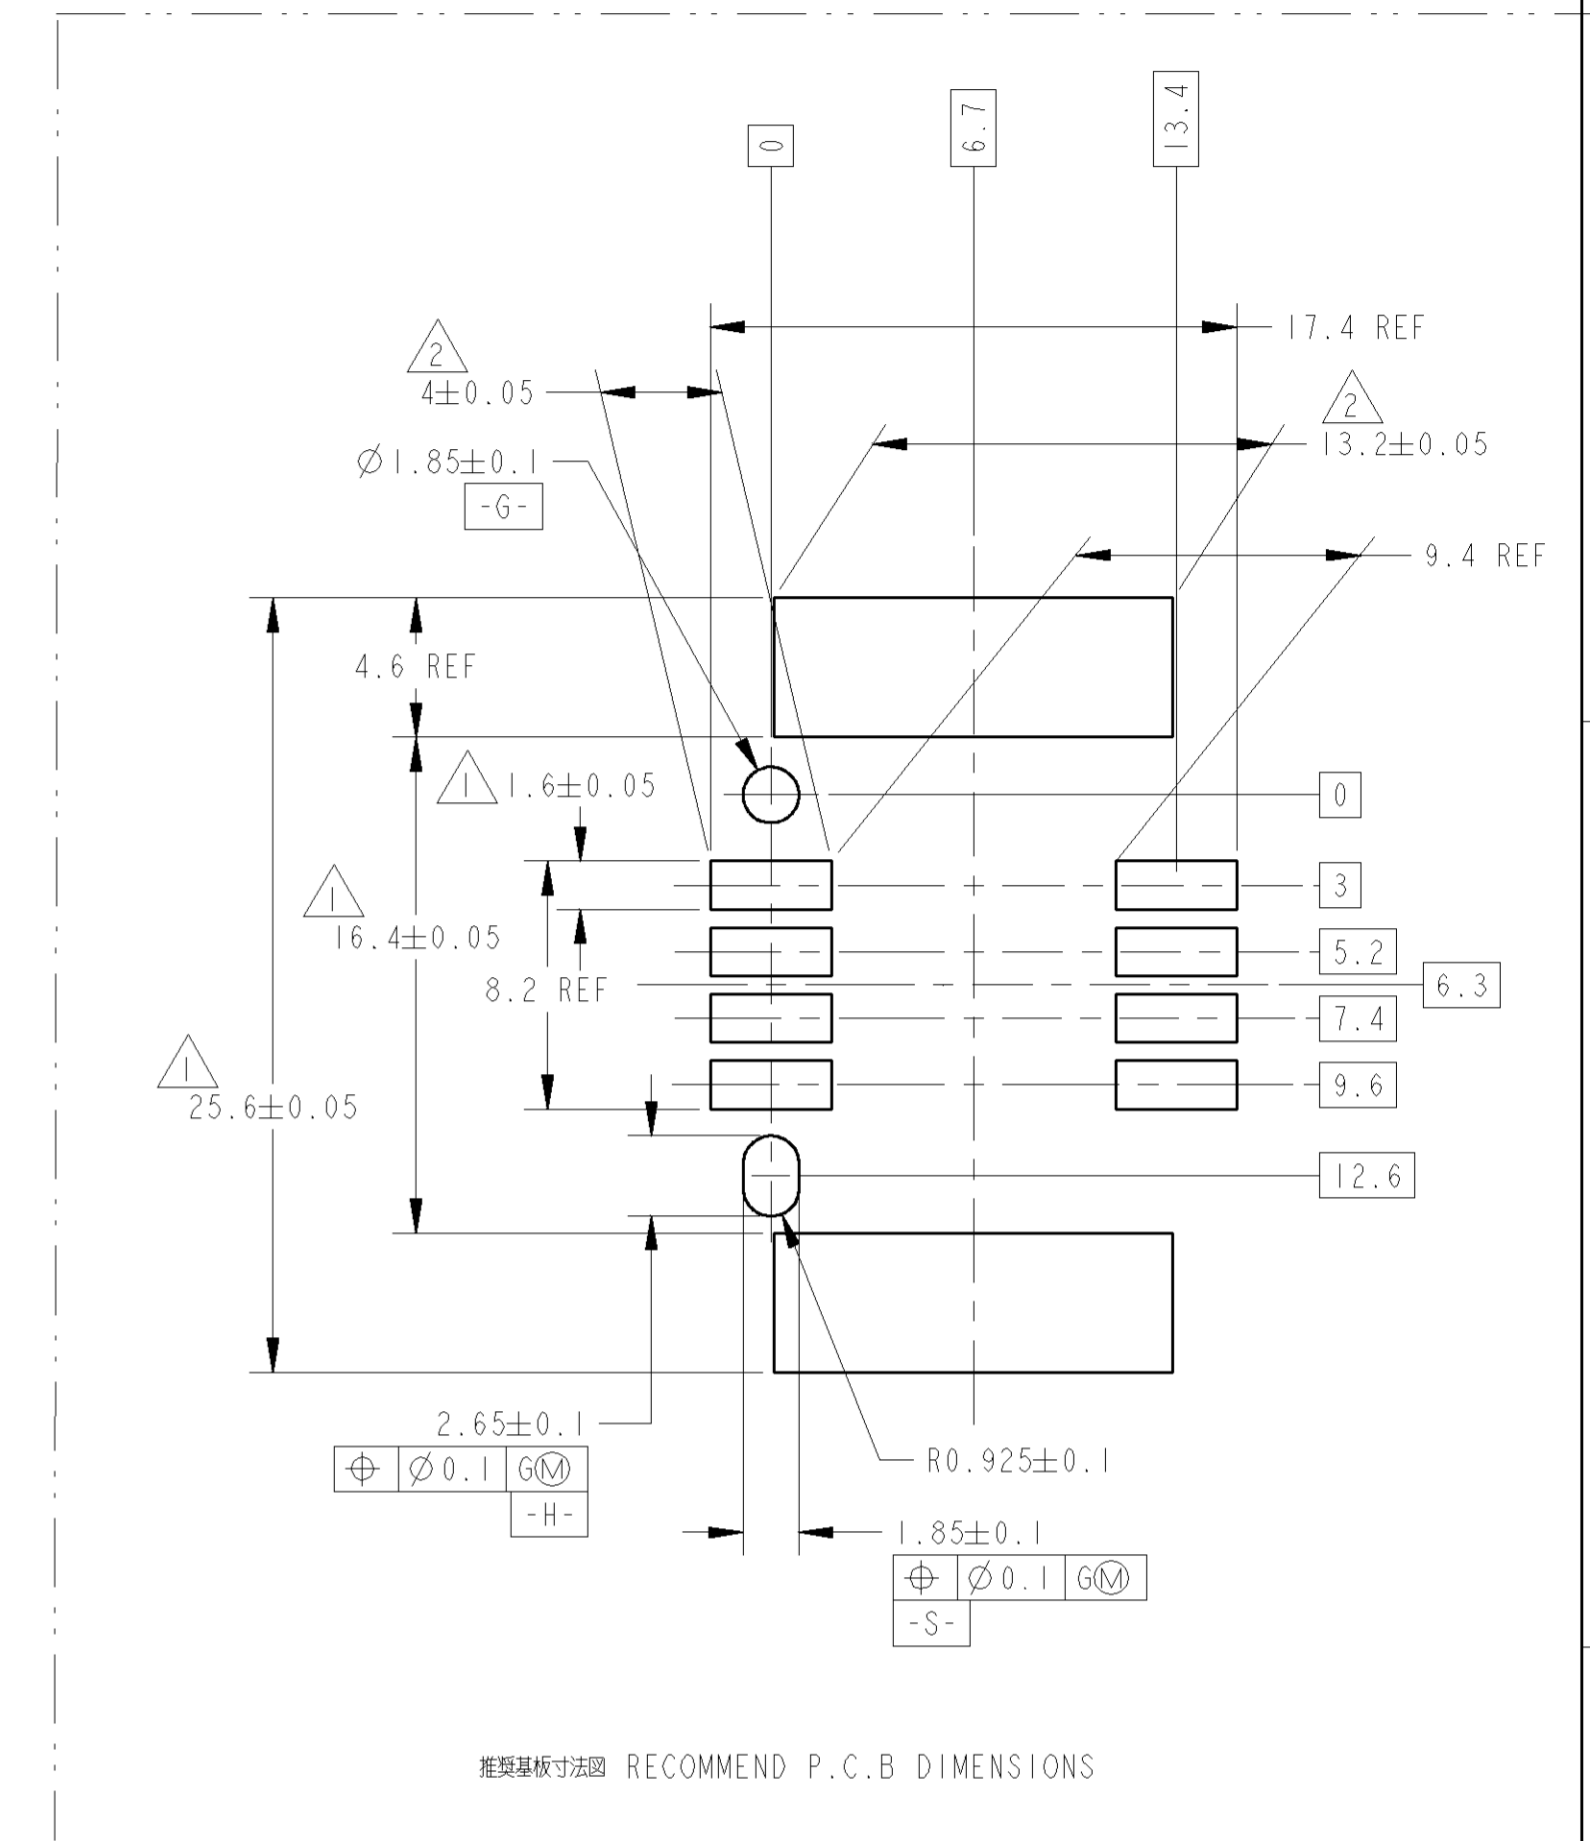 0
6.7
13.4
17.4 REF
2
4±0.05
2
13.2±0.05
Ø1.85±0.1
-G-
9.4 REF
4.6 REF
1
1.6±0.05
0
3
1
16.4±0.05
5.2
8.2 REF
6.3
7.4
1
25.6±0.05
9.6
12.6
2.65±0.1
⌖ Ø0.1 GⓂ
-H-
R0.925±0.1
1.85±0.1
⌖ Ø0.1 GⓂ
-S-
推奨基板寸法図 RECOMMEND P.C.B DIMENSIONS